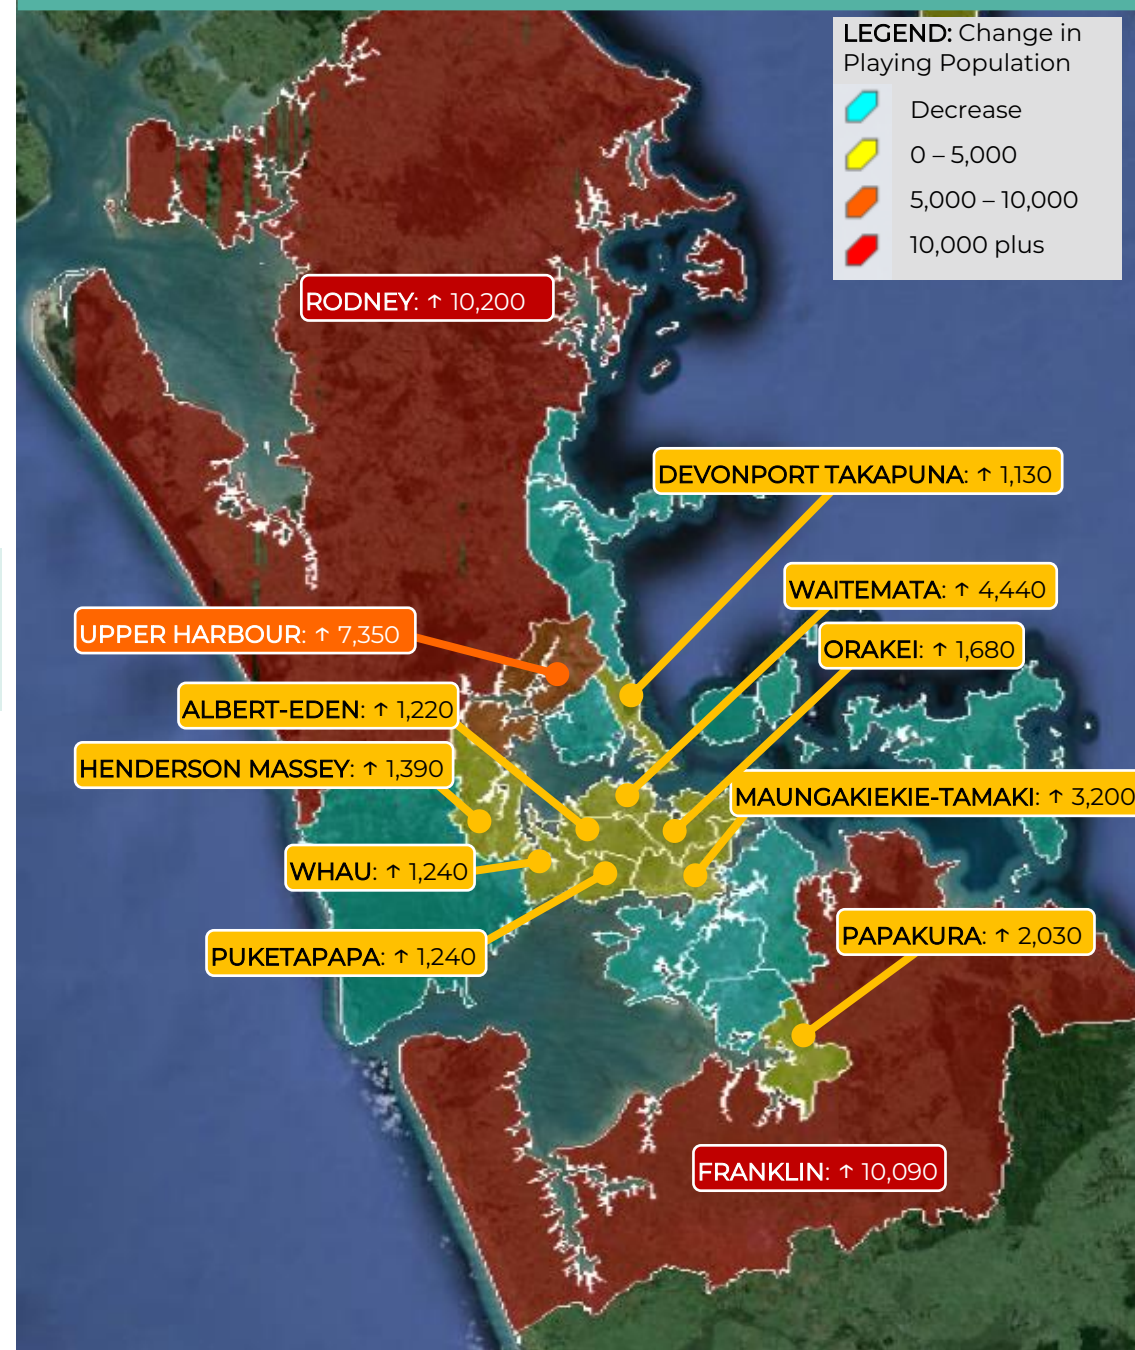 LEGEND: Change in
Playing Population
Decrease
0 – 5,000
5,000 – 10,000
10,000 plus
RODNEY: ↑ 10,200
DEVONPORT TAKAPUNA: ↑ 1,130
WAITEMATA: ↑ 4,440
UPPER HARBOUR: ↑ 7,350
ORAKEI: ↑ 1,680
ALBERT-EDEN: ↑ 1,220
HENDERSON MASSEY: ↑ 1,390
MAUNGAKIEKIE-TAMAKI: ↑ 3,200
WHAU: ↑ 1,240
PUKETAPAPA: ↑ 1,240
PAPAKURA: ↑ 2,030
FRANKLIN: ↑ 10,090